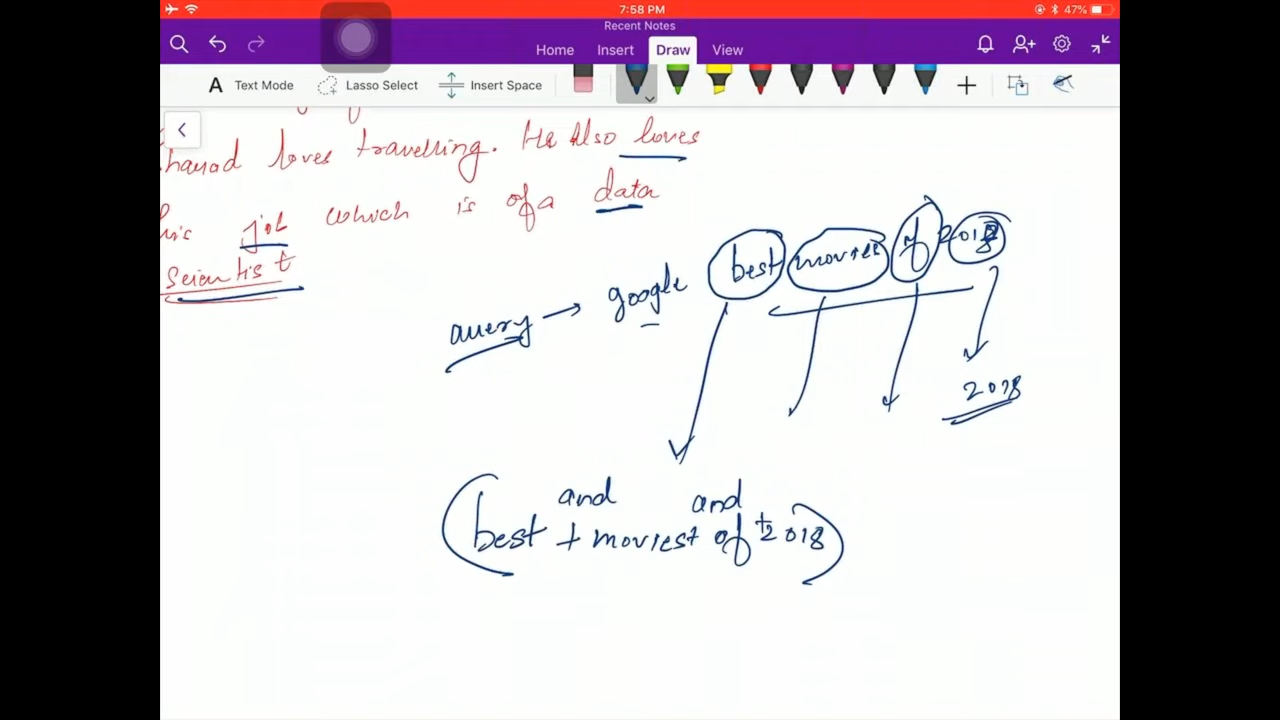 7:58 PM
47%
Recent Notes
Home Insert Draw View
A Text Mode Lasso Select Insert Space
loves travelling. He Also loves
his job which is of a data
Scientist
query → google best movies of 2018
2018
and and
(best + movies + of + 2018)